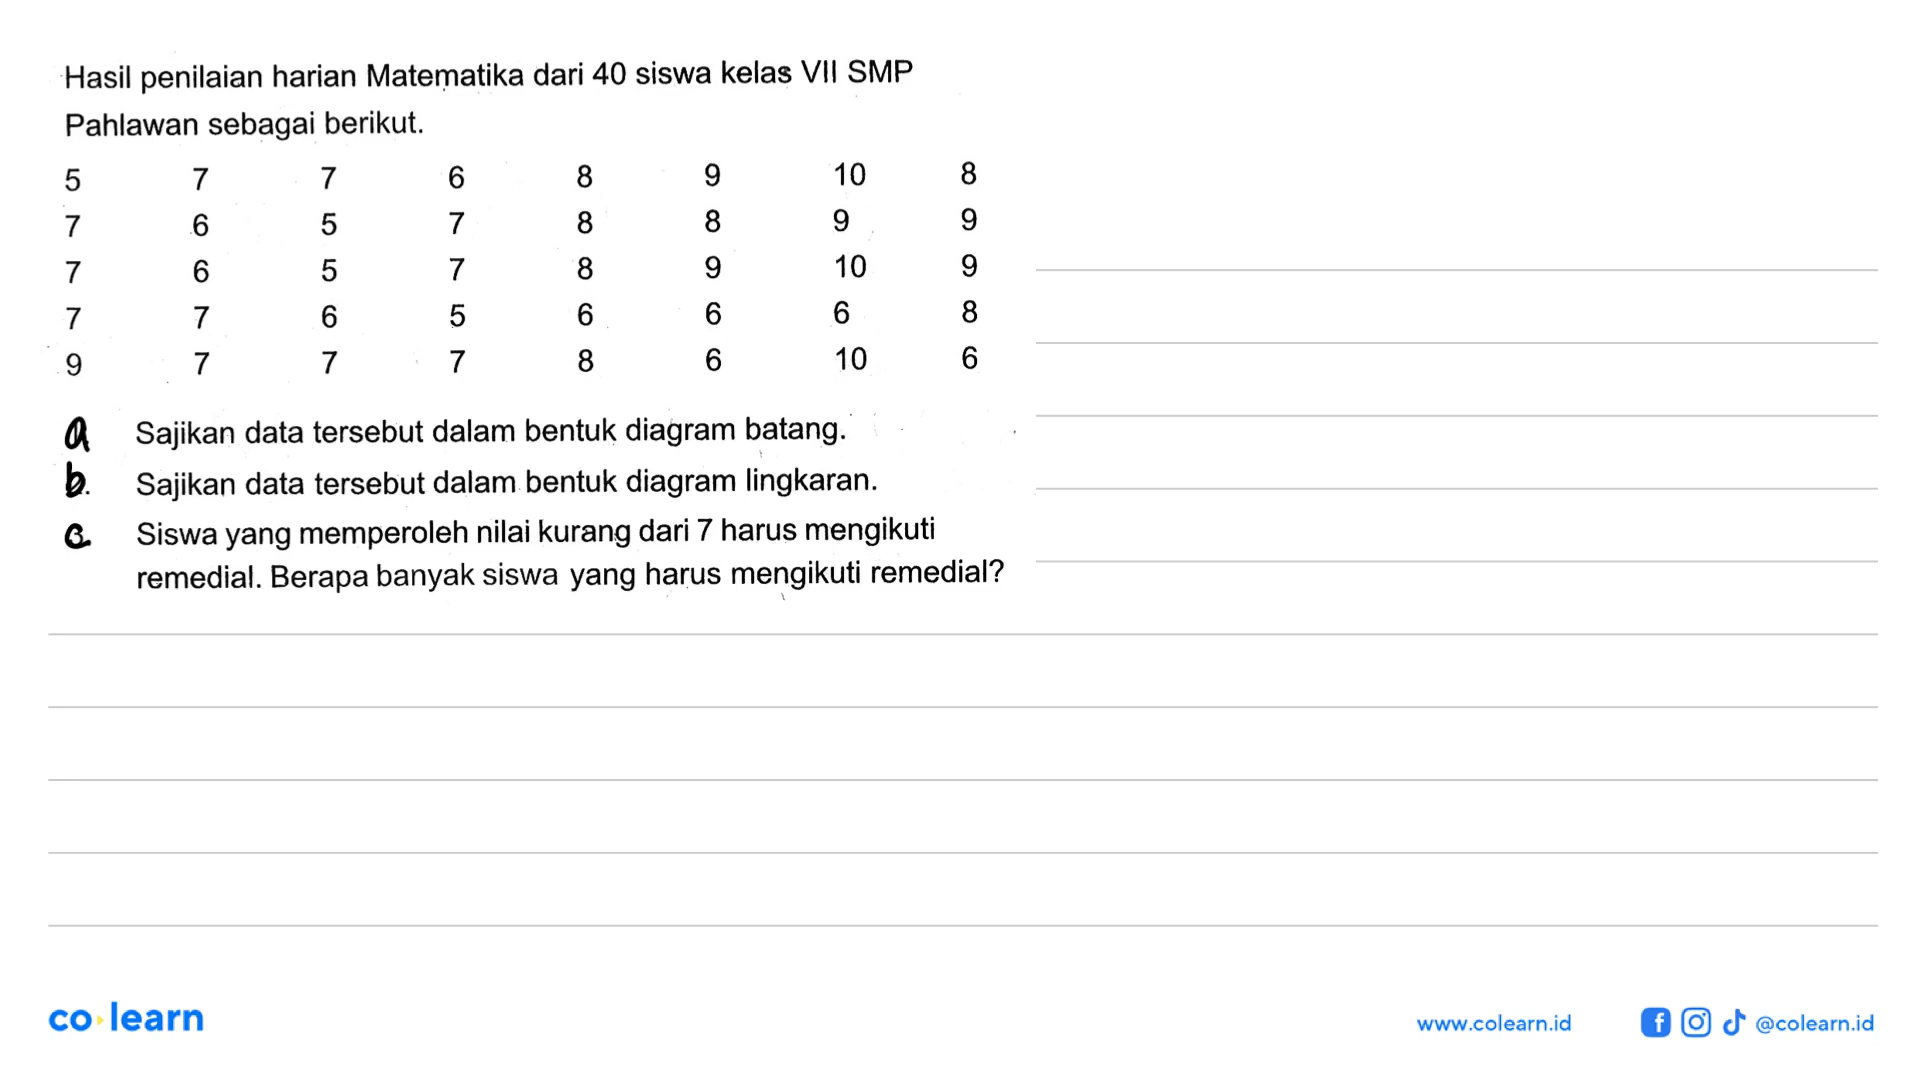 Hasil penilaian harian Matematika dari 40 siswa kelas VII SMP
Pahlawan sebagai berikut.
5 7 7 6 8 9 10 8
7 6 5 7 8 8 9 9
7 6 5 7 8 9 10 9
7 7 6 5 6 6 6 8
9 7 7 7 8 6 10 6
a Sajikan data tersebut dalam bentuk diagram batang.
b. Sajikan data tersebut dalam bentuk diagram lingkaran.
c Siswa yang memperoleh nilai kurang dari 7 harus mengikuti
remedial. Berapa banyak siswa yang harus mengikuti remedial?
co learn
www.colearn.id
@colearn.id